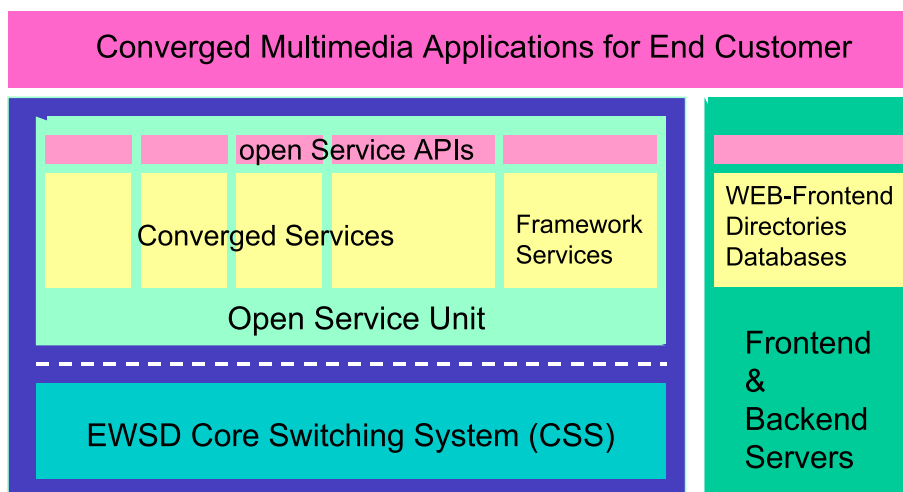 Converged Multimedia Applications for End Customer
open Service APIs
Converged Services
Framework
Services
Open Service Unit
EWSD Core Switching System (CSS)
WEB-Frontend
Directories
Databases
Frontend
&
Backend
Servers